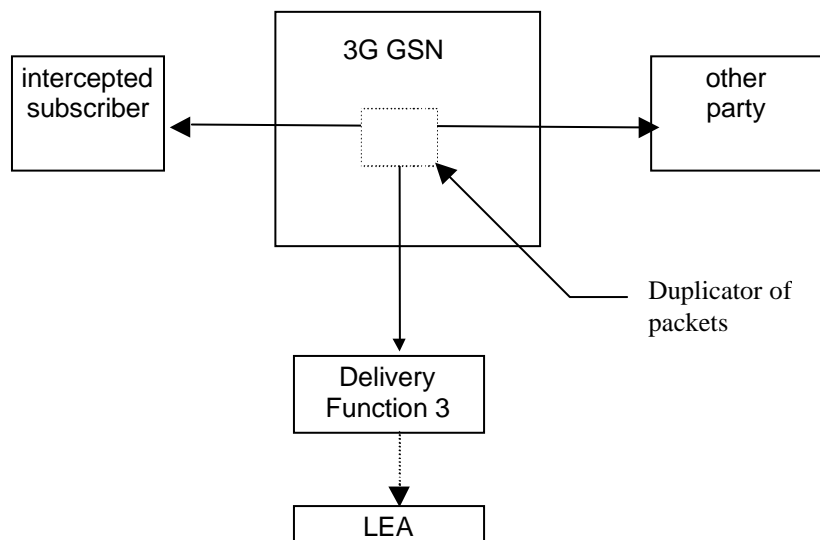 3G GSN
intercepted
subscriber
other
party
Duplicator of
packets
Delivery
Function 3
LEA